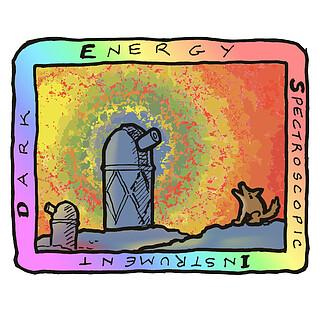 DARK
ENERGY
SPECTROSCOPIC
INSTRUMENT